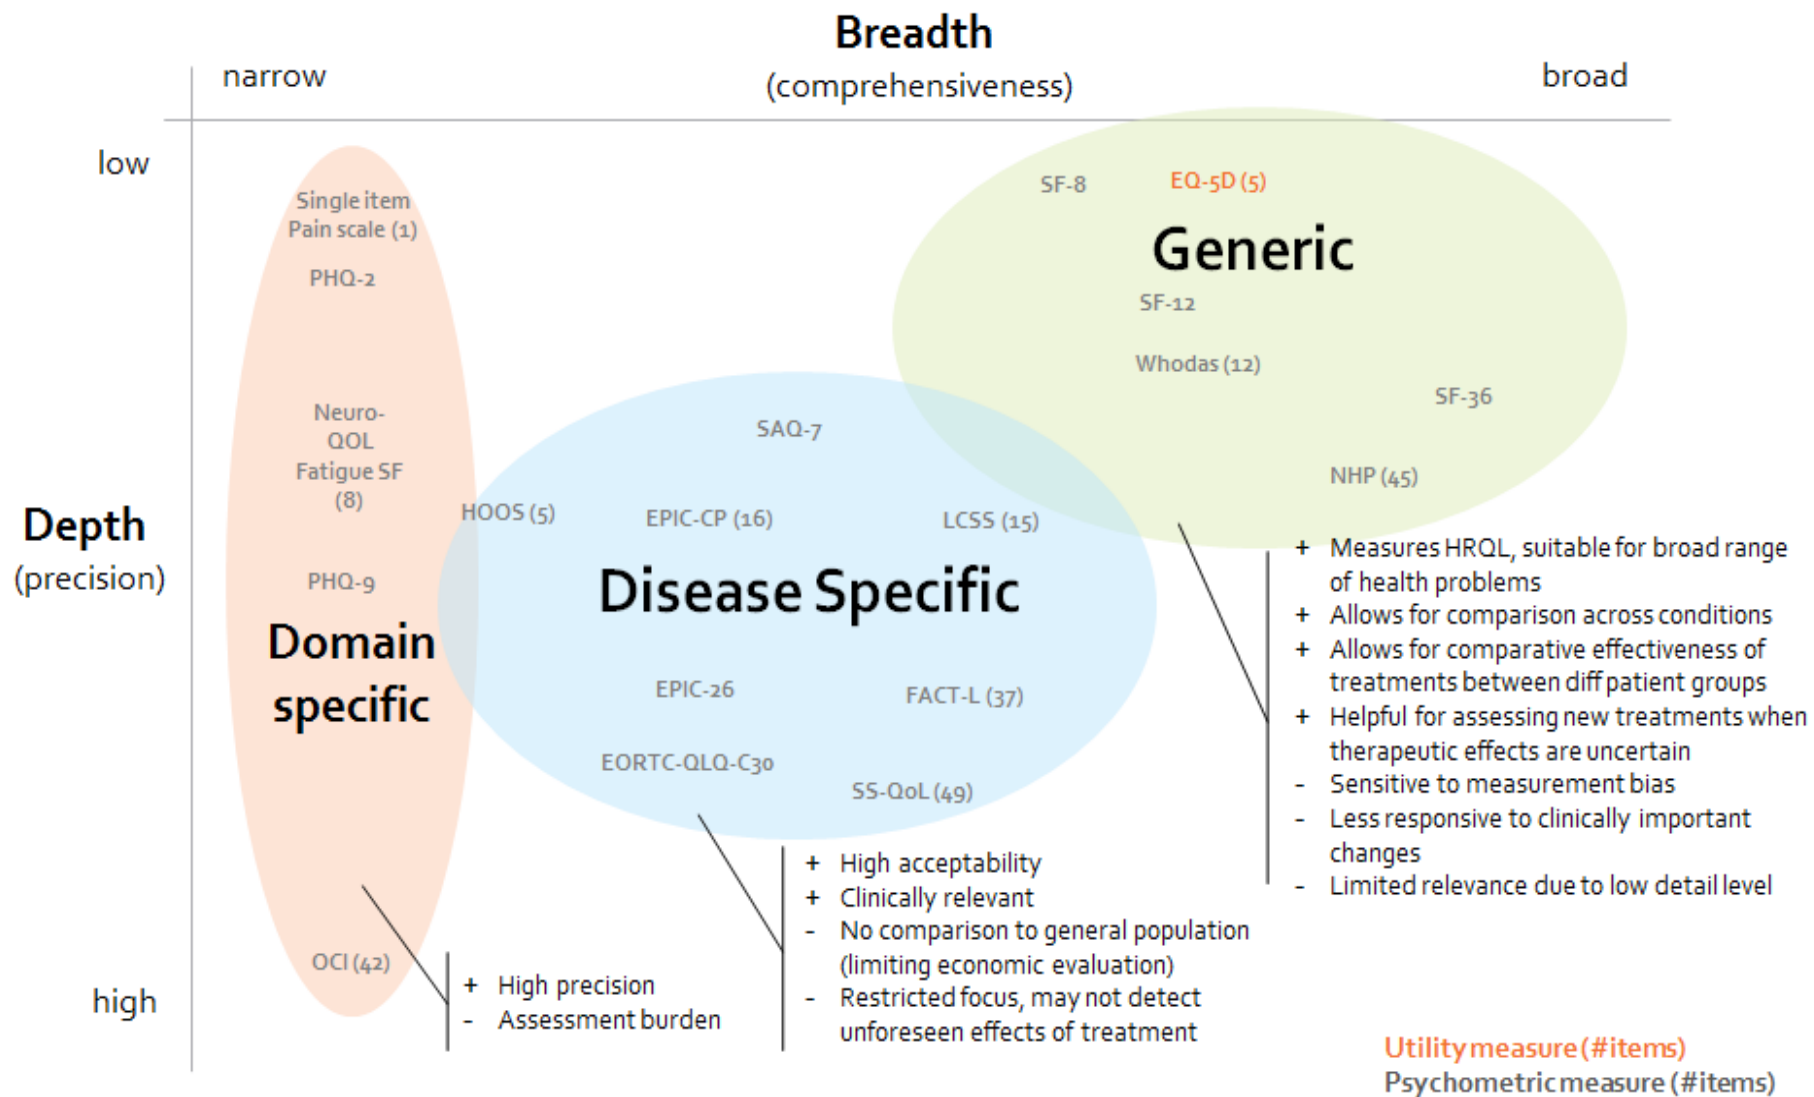 Breadth
(comprehensiveness)
narrow
broad
low
Depth
(precision)
high
Single item
Pain scale (1)
PHQ-2
Neuro-
QOL
Fatigue SF
(8)
PHQ-9
Domain
specific
OCI (42)
HOOS (5)
SAQ-7
EPIC-CP (16)
LCSS (15)
Disease Specific
EPIC-26
FACT-L (37)
EORTC-QLQ-C30
SS-QoL (49)
SF-8
EQ-5D (5)
Generic
SF-12
Whodas (12)
SF-36
NHP (45)
+ High precision
- Assessment burden
+ High acceptability
+ Clinically relevant
- No comparison to general population
(limiting economic evaluation)
- Restricted focus, may not detect
unforeseen effects of treatment
+ Measures HRQL, suitable for broad range
of health problems
+ Allows for comparison across conditions
+ Allows for comparative effectiveness of
treatments between diff patient groups
+ Helpful for assessing new treatments when
therapeutic effects are uncertain
- Sensitive to measurement bias
- Less responsive to clinically important
changes
- Limited relevance due to low detail level
Utility measure (#items)
Psychometric measure (#items)